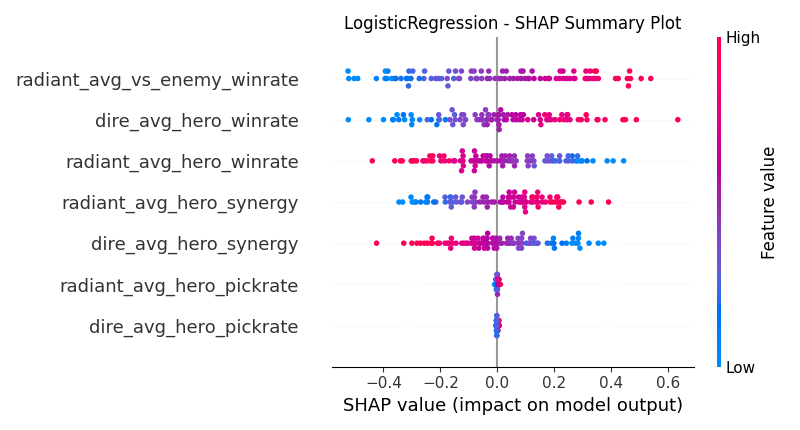 LogisticRegression - SHAP Summary Plot
High
radiant_avg_vs_enemy_winrate
dire_avg_hero_winrate
radiant_avg_hero_winrate
radiant_avg_hero_synergy
dire_avg_hero_synergy
radiant_avg_hero_pickrate
dire_avg_hero_pickrate
Feature value
Low
−0.4 −0.2 0.0 0.2 0.4 0.6
SHAP value (impact on model output)